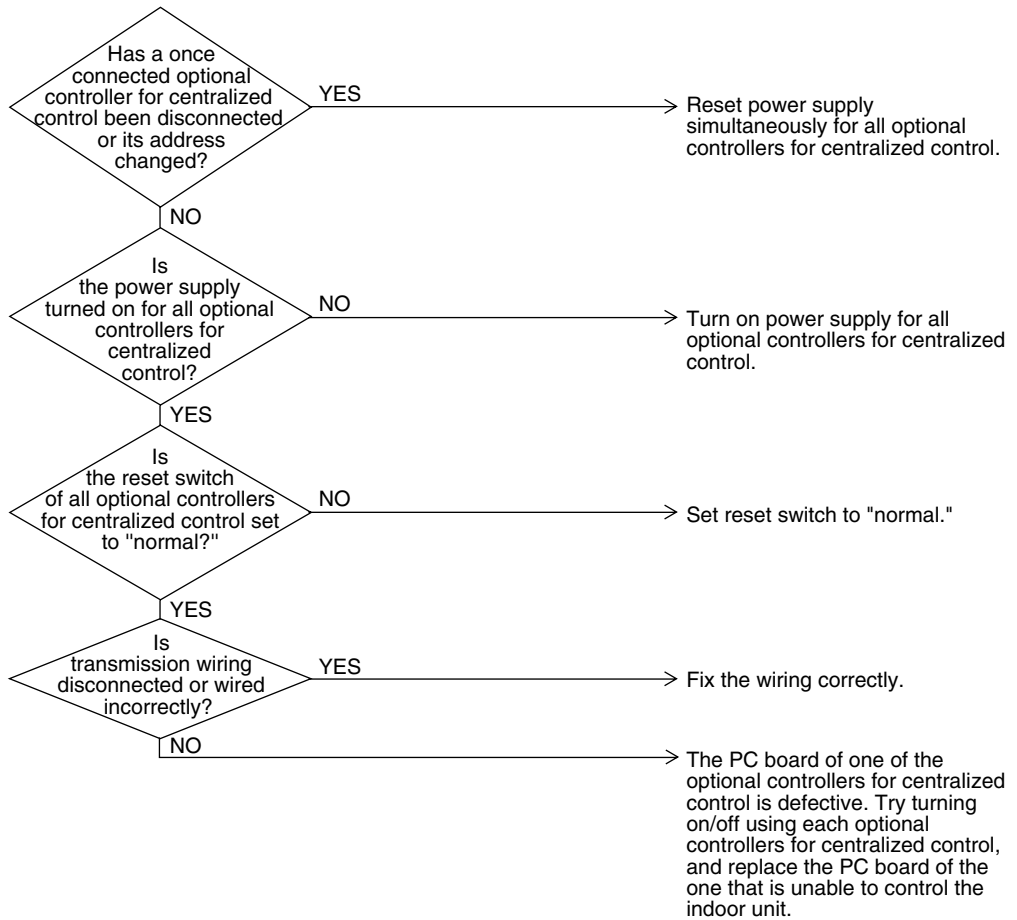 Has a once
connected optional
controller for centralized
control been disconnected
or its address
changed?
YES
Reset power supply
simultaneously for all optional
controllers for centralized control.
NO
Is
the power supply
turned on for all optional
controllers for
centralized
control?
NO
Turn on power supply for all
optional controllers for centralized
control.
YES
Is
the reset switch
of all optional controllers
for centralized control set
to "normal?"
NO
Set reset switch to "normal."
YES
Is
transmission wiring
disconnected or wired
incorrectly?
YES
Fix the wiring correctly.
NO
The PC board of one of the
optional controllers for centralized
control is defective. Try turning
on/off using each optional
controllers for centralized control,
and replace the PC board of the
one that is unable to control the
indoor unit.